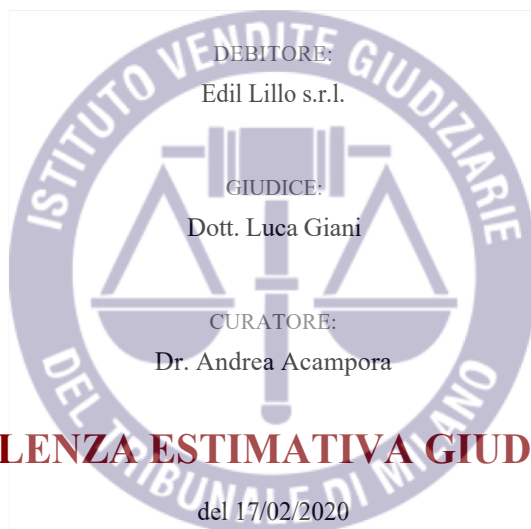 ISTITUTO VENDITE GIUDIZIARIE
DEBITORE:
Edil Lillo s.r.l.
GIUDICE:
Dott. Luca Giani
CURATORE:
Dr. Andrea Acampora
LENZA ESTIMATIVA GIUD
del 17/02/2020
DEL TRIBUNALE DI MILANO